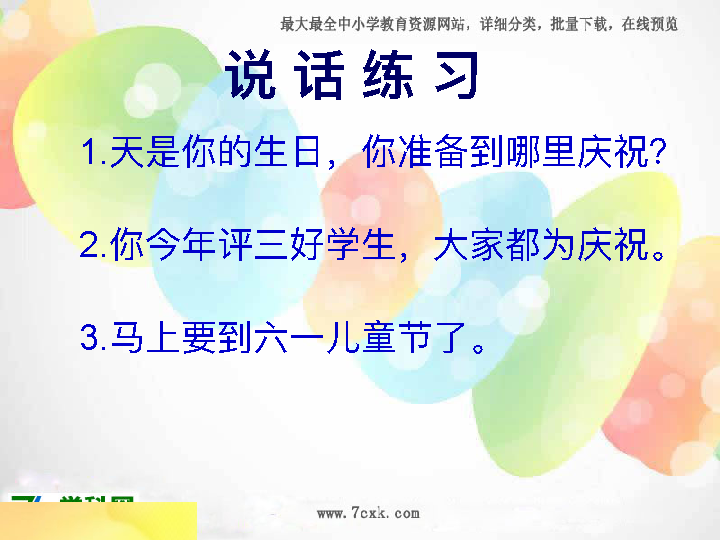 最大最全中小学教育资源网站，详细分类，批量下载，在线预览
说话练习
1.天是你的生日，你准备到哪里庆祝?
2.你今年评三好学生，大家都为庆祝。
3.马上要到六一儿童节了。
www.7cxk.com